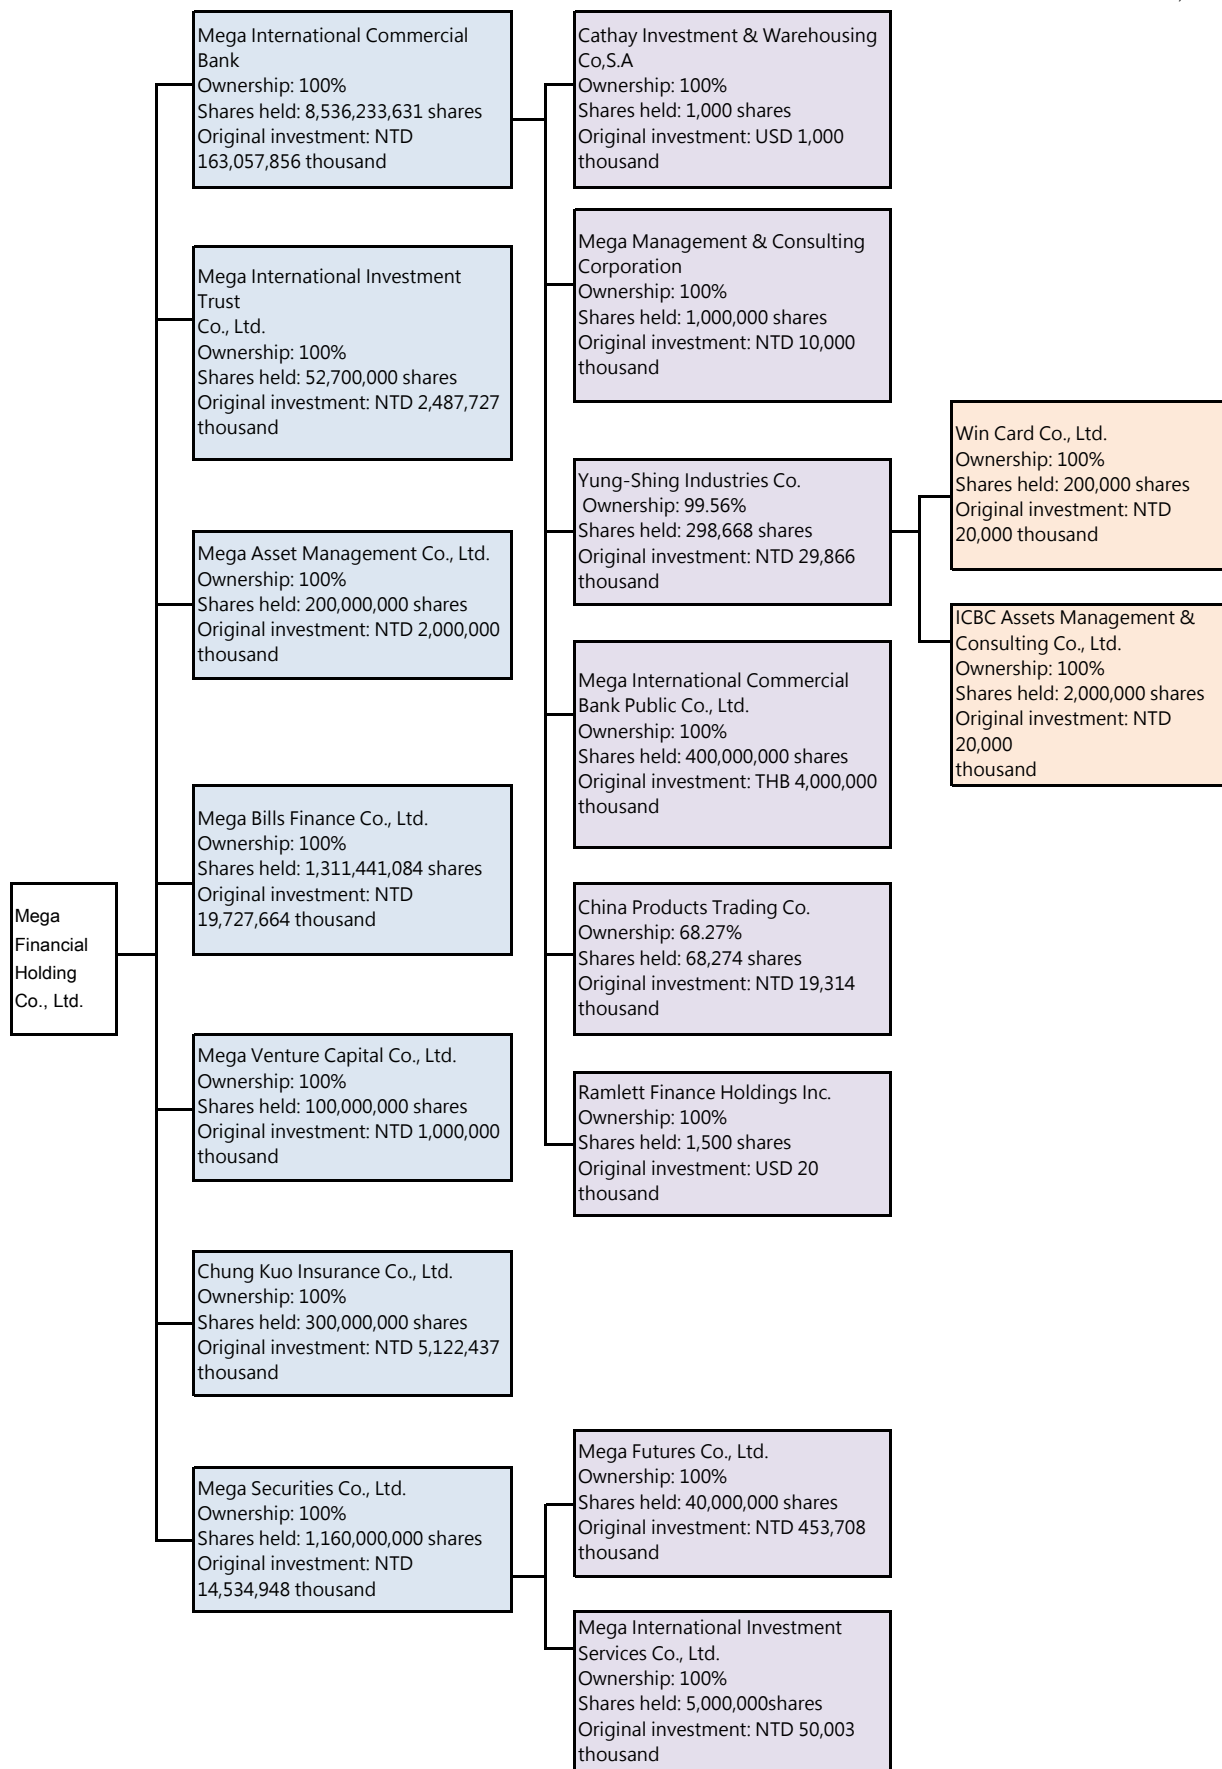 Mega
Financial
Holding
Co., Ltd.
Mega International Commercial
Bank
Ownership: 100%
Shares held: 8,536,233,631 shares
Original investment: NTD
163,057,856 thousand
Mega International Investment
Trust
Co., Ltd.
Ownership: 100%
Shares held: 52,700,000 shares
Original investment: NTD 2,487,727
thousand
Mega Asset Management Co., Ltd.
Ownership: 100%
Shares held: 200,000,000 shares
Original investment: NTD 2,000,000
thousand
Mega Bills Finance Co., Ltd.
Ownership: 100%
Shares held: 1,311,441,084 shares
Original investment: NTD
19,727,664 thousand
Mega Venture Capital Co., Ltd.
Ownership: 100%
Shares held: 100,000,000 shares
Original investment: NTD 1,000,000
thousand
Chung Kuo Insurance Co., Ltd.
Ownership: 100%
Shares held: 300,000,000 shares
Original investment: NTD 5,122,437
thousand
Mega Securities Co., Ltd.
Ownership: 100%
Shares held: 1,160,000,000 shares
Original investment: NTD
14,534,948 thousand
Cathay Investment & Warehousing
Co,S.A
Ownership: 100%
Shares held: 1,000 shares
Original investment: USD 1,000
thousand
Mega Management & Consulting
Corporation
Ownership: 100%
Shares held: 1,000,000 shares
Original investment: NTD 10,000
thousand
Yung-Shing Industries Co.
Ownership: 99.56%
Shares held: 298,668 shares
Original investment: NTD 29,866
thousand
Mega International Commercial
Bank Public Co., Ltd.
Ownership: 100%
Shares held: 400,000,000 shares
Original investment: THB 4,000,000
thousand
China Products Trading Co.
Ownership: 68.27%
Shares held: 68,274 shares
Original investment: NTD 19,314
thousand
Ramlett Finance Holdings Inc.
Ownership: 100%
Shares held: 1,500 shares
Original investment: USD 20
thousand
Mega Futures Co., Ltd.
Ownership: 100%
Shares held: 40,000,000 shares
Original investment: NTD 453,708
thousand
Mega International Investment
Services Co., Ltd.
Ownership: 100%
Shares held: 5,000,000shares
Original investment: NTD 50,003
thousand
Win Card Co., Ltd.
Ownership: 100%
Shares held: 200,000 shares
Original investment: NTD
20,000 thousand
ICBC Assets Management &
Consulting Co., Ltd.
Ownership: 100%
Shares held: 2,000,000 shares
Original investment: NTD
20,000
thousand